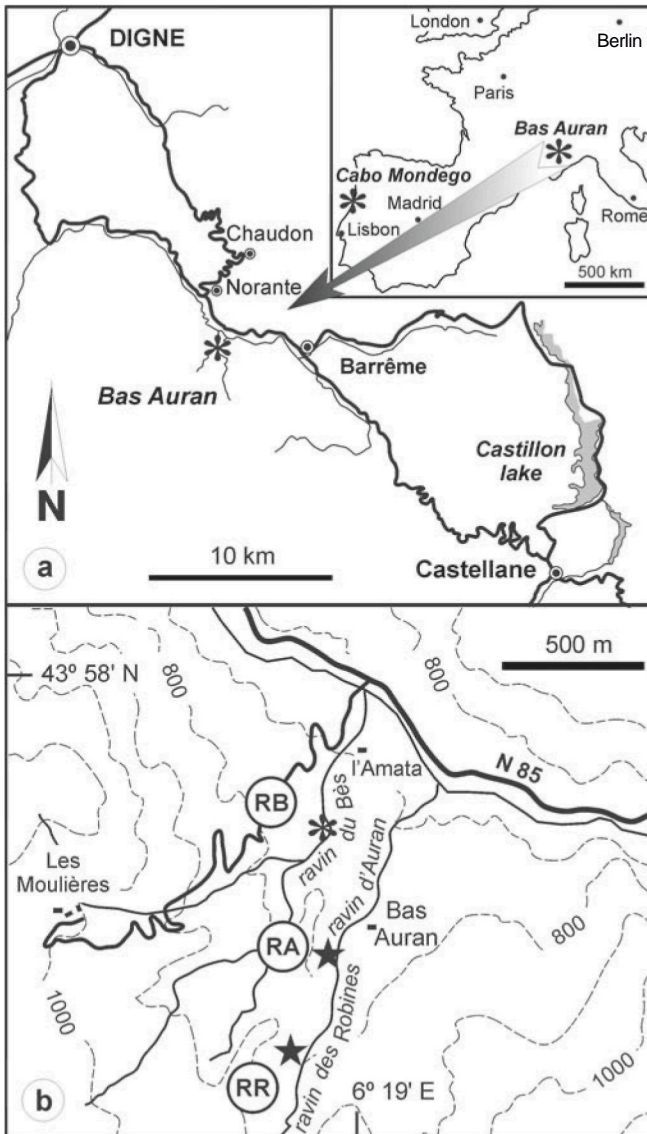 DIGNE
London
Berlin
Paris
Bas Auran
Cabo Mondego
Madrid
Lisbon
Rome
500 km
Chaudon
Norante
Barrême
Bas Auran
Castillon
lake
N
10 km
Castellane
a
500 m
43º 58' N
800
800
N 85
l'Amata
RB
ravin du Bès
ravin d'Auran
Les
Moulières
Bas
Auran
800
RA
1000
ravin des Robines
RR
6º 19' E
1000
b